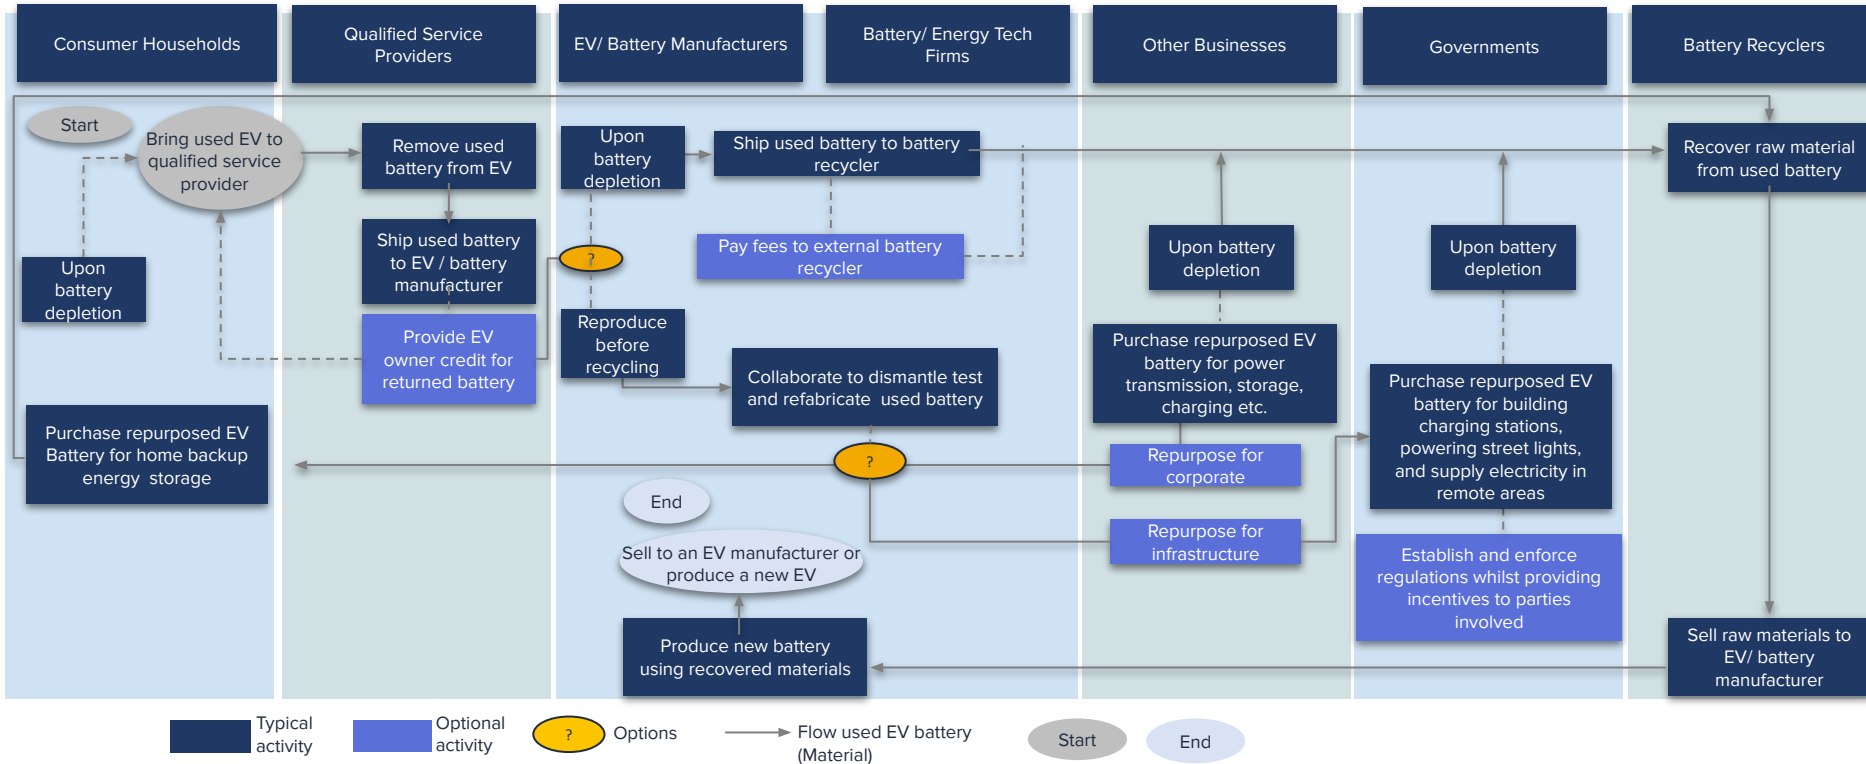 Consumer Households
Qualified Service
Providers
EV/ Battery Manufacturers
Battery/ Energy Tech
Firms
Other Businesses
Governments
Battery Recyclers
Start
Bring used EV to
qualified service
provider
Upon
battery
depletion
Purchase repurposed EV
Battery for home backup
energy storage
Remove used
battery from EV
Ship used battery
to EV / battery
manufacturer
Provide EV
owner credit for
returned battery
Upon
battery
depletion
?
Reproduce
before
recycling
Ship used battery to battery
recycler
Pay fees to external battery
recycler
Collaborate to dismantle test
and refabricate used battery
?
End
Sell to an EV manufacturer or
produce a new EV
Produce new battery
using recovered materials
Upon battery
depletion
Purchase repurposed EV
battery for power
transmission, storage,
charging etc.
Repurpose for
corporate
Repurpose for
infrastructure
Upon battery
depletion
Purchase repurposed EV
battery for building
charging stations,
powering street lights,
and supply electricity in
remote areas
Establish and enforce
regulations whilst providing
incentives to parties
involved
Recover raw material
from used battery
Sell raw materials to
EV/ battery
manufacturer
Typical
activity
Optional
activity
?
Options
Flow used EV battery
(Material)
Start
End